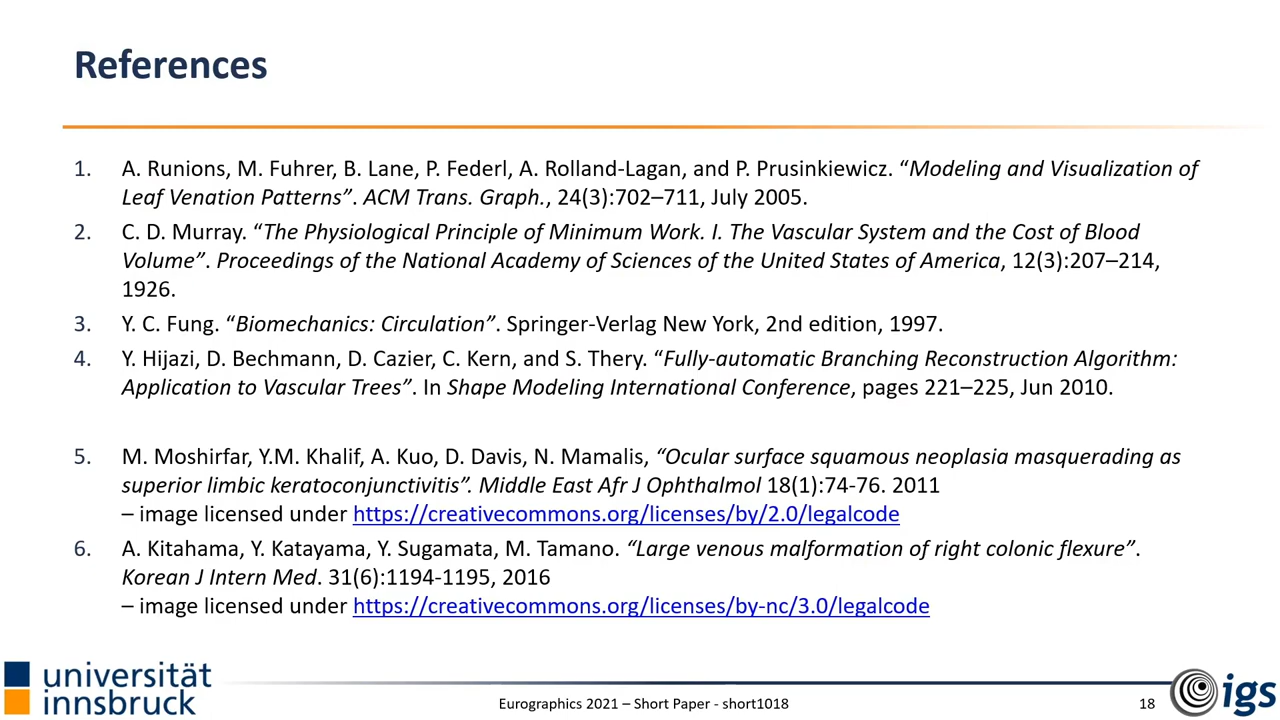 References
1. A. Runions, M. Fuhrer, B. Lane, P. Federl, A. Rolland-Lagan, and P. Prusinkiewicz. “Modeling and Visualization of
Leaf Venation Patterns”. ACM Trans. Graph., 24(3):702–711, July 2005.
2. C. D. Murray. “The Physiological Principle of Minimum Work. I. The Vascular System and the Cost of Blood
Volume”. Proceedings of the National Academy of Sciences of the United States of America, 12(3):207–214,
1926.
3. Y. C. Fung. “Biomechanics: Circulation”. Springer-Verlag New York, 2nd edition, 1997.
4. Y. Hijazi, D. Bechmann, D. Cazier, C. Kern, and S. Thery. “Fully-automatic Branching Reconstruction Algorithm:
Application to Vascular Trees”. In Shape Modeling International Conference, pages 221–225, Jun 2010.
5. M. Moshirfar, Y.M. Khalif, A. Kuo, D. Davis, N. Mamalis, “Ocular surface squamous neoplasia masquerading as
superior limbic keratoconjunctivitis”. Middle East Afr J Ophthalmol 18(1):74-76. 2011
– image licensed under https://creativecommons.org/licenses/by/2.0/legalcode
6. A. Kitahama, Y. Katayama, Y. Sugamata, M. Tamano. “Large venous malformation of right colonic flexure”.
Korean J Intern Med. 31(6):1194-1195, 2016
– image licensed under https://creativecommons.org/licenses/by-nc/3.0/legalcode
universität
innsbruck
Eurographics 2021 – Short Paper - short1018
18
igs